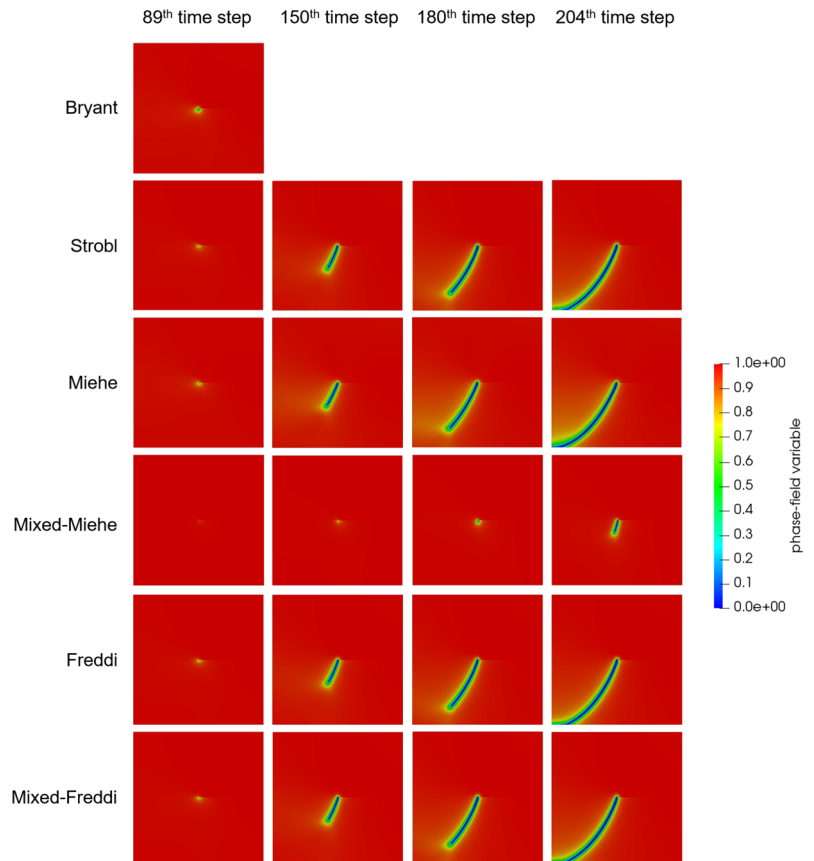 89th time step 150th time step 180th time step 204th time step
Bryant
Strobl
Miehe
Mixed-Miehe
Freddi
Mixed-Freddi
1.0e+00
0.9
0.8
0.7
0.6
0.5
0.4
0.3
0.2
0.1
0.0e+00
phase-field variable